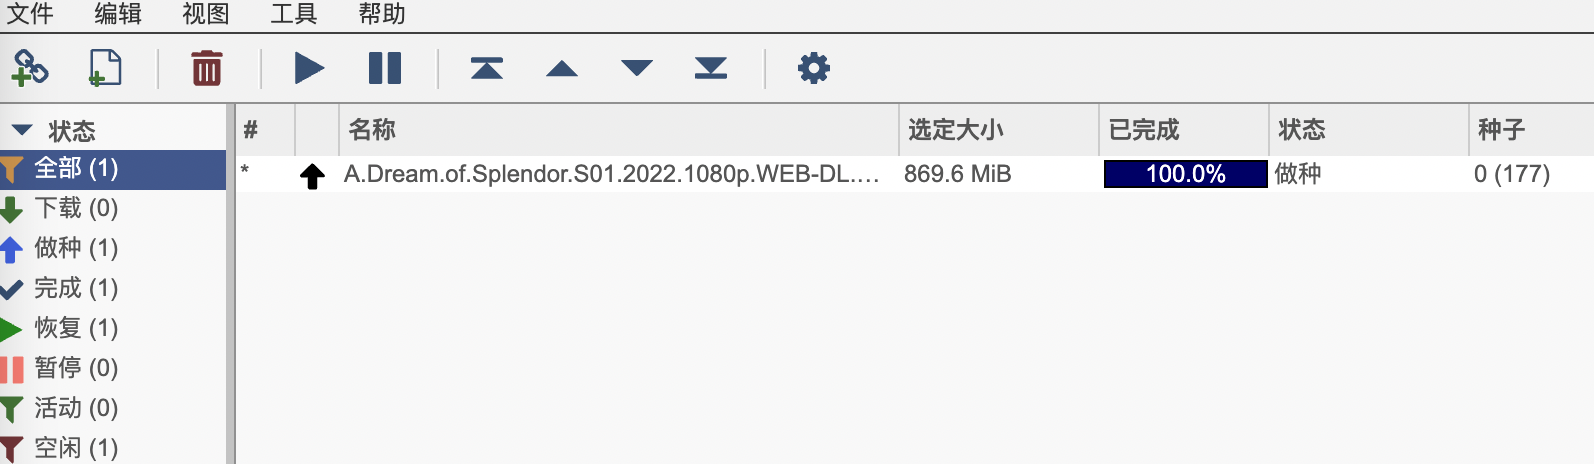 文件 编辑 视图 工具 帮助
状态
全部 (1)
下载 (0)
做种 (1)
完成 (1)
恢复 (1)
暂停 (0)
活动 (0)
空闲 (1)
# 名称 选定大小 已完成 状态 种子
* A.Dream.of.Splendor.S01.2022.1080p.WEB-DL.... 869.6 MiB 100.0% 做种 0 (177)